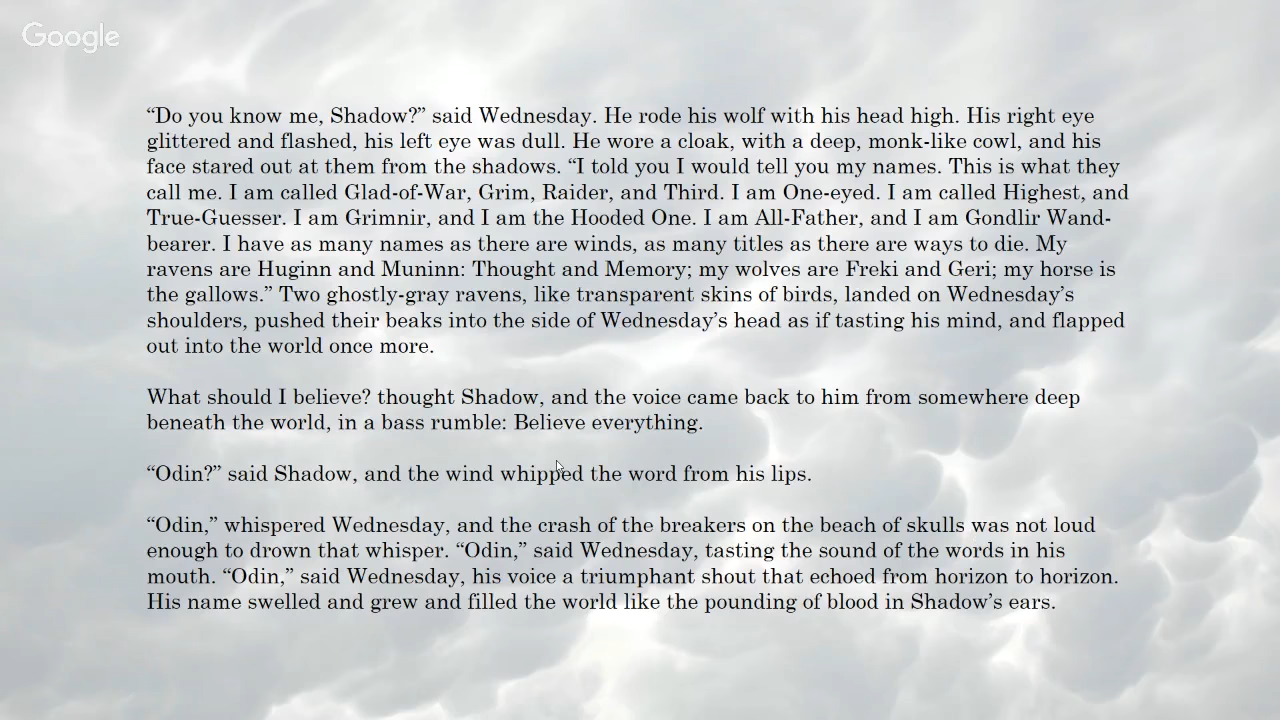 Google
“Do you know me, Shadow?” said Wednesday. He rode his wolf with his head high. His right eye
glittered and flashed, his left eye was dull. He wore a cloak, with a deep, monk-like cowl, and his
face stared out at them from the shadows. “I told you I would tell you my names. This is what they
call me. I am called Glad-of-War, Grim, Raider, and Third. I am One-eyed. I am called Highest, and
True-Guesser. I am Grimnir, and I am the Hooded One. I am All-Father, and I am Gondlir Wand-
bearer. I have as many names as there are winds, as many titles as there are ways to die. My
ravens are Huginn and Muninn: Thought and Memory; my wolves are Freki and Geri; my horse is
the gallows.” Two ghostly-gray ravens, like transparent skins of birds, landed on Wednesday’s
shoulders, pushed their beaks into the side of Wednesday’s head as if tasting his mind, and flapped
out into the world once more.
What should I believe? thought Shadow, and the voice came back to him from somewhere deep
beneath the world, in a bass rumble: Believe everything.
“Odin?” said Shadow, and the wind whipped the word from his lips.
“Odin,” whispered Wednesday, and the crash of the breakers on the beach of skulls was not loud
enough to drown that whisper. “Odin,” said Wednesday, tasting the sound of the words in his
mouth. “Odin,” said Wednesday, his voice a triumphant shout that echoed from horizon to horizon.
His name swelled and grew and filled the world like the pounding of blood in Shadow’s ears.